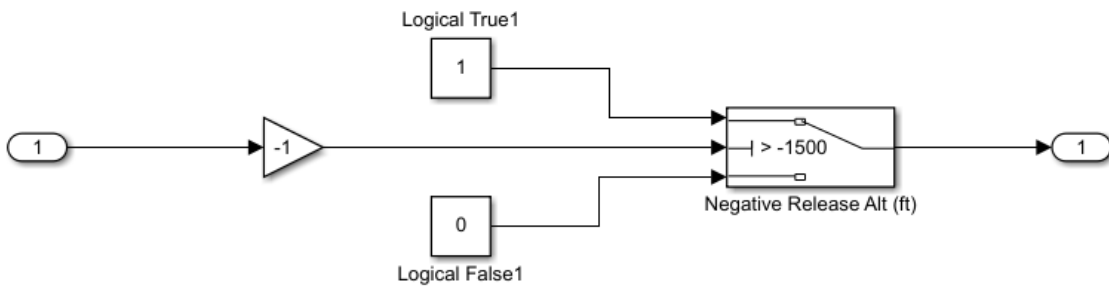 Logical True1
1
1
-1
> -1500
1
Negative Release Alt (ft)
0
Logical False1